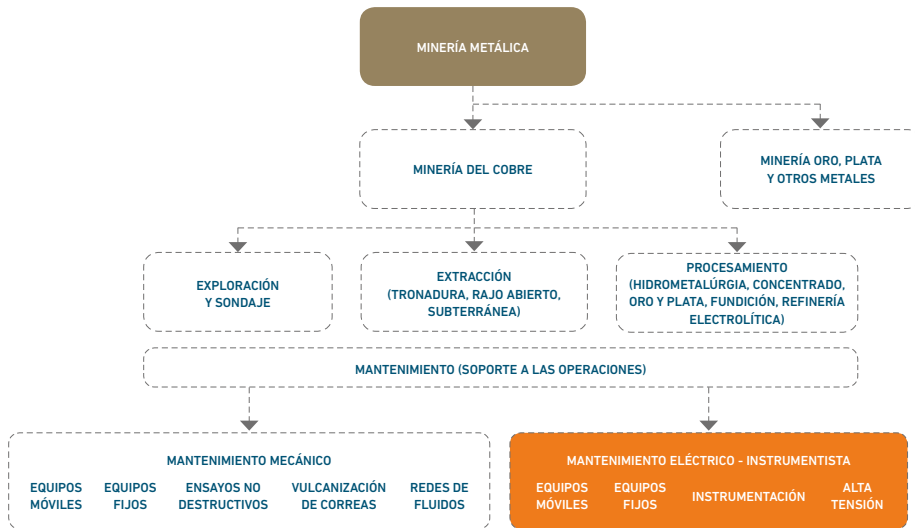 MINERÍA METÁLICA
MINERÍA DEL COBRE
MINERÍA ORO, PLATA
Y OTROS METALES
EXPLORACIÓN
Y SONDAJE
EXTRACCIÓN
(TRONADURA, RAJO ABIERTO,
SUBTERRÁNEA)
PROCESAMIENTO
(HIDROMETALÚRGIA, CONCENTRADO,
ORO Y PLATA, FUNDICIÓN, REFINERÍA
ELECTROLÍTICA)
MANTENIMIENTO (SOPORTE A LAS OPERACIONES)
MANTENIMIENTO MECÁNICO
EQUIPOS
MÓVILES
EQUIPOS
FIJOS
ENSAYOS NO
DESTRUCTIVOS
VULCANIZACIÓN
DE CORREAS
REDES DE
FLUIDOS
MANTENIMIENTO ELÉCTRICO - INSTRUMENTISTA
EQUIPOS
MÓVILES
EQUIPOS
FIJOS
INSTRUMENTACIÓN
ALTA
TENSIÓN